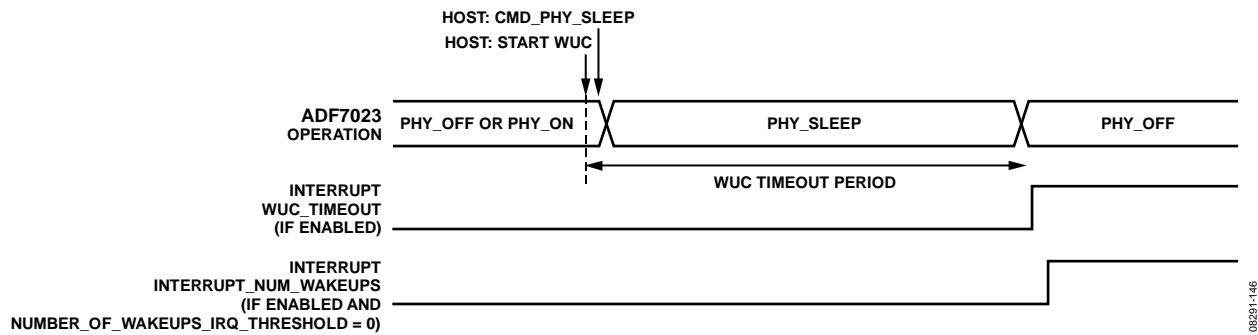 HOST: CMD_PHY_SLEEP
HOST: START WUC
ADF7023
OPERATION
PHY_OFF OR PHY_ON
PHY_SLEEP
PHY_OFF
WUC TIMEOUT PERIOD
INTERRUPT
WUC_TIMEOUT
(IF ENABLED)
INTERRUPT
INTERRUPT_NUM_WAKEUPS
(IF ENABLED AND
NUMBER_OF_WAKEUPS_IRQ_THRESHOLD = 0)
08291-146